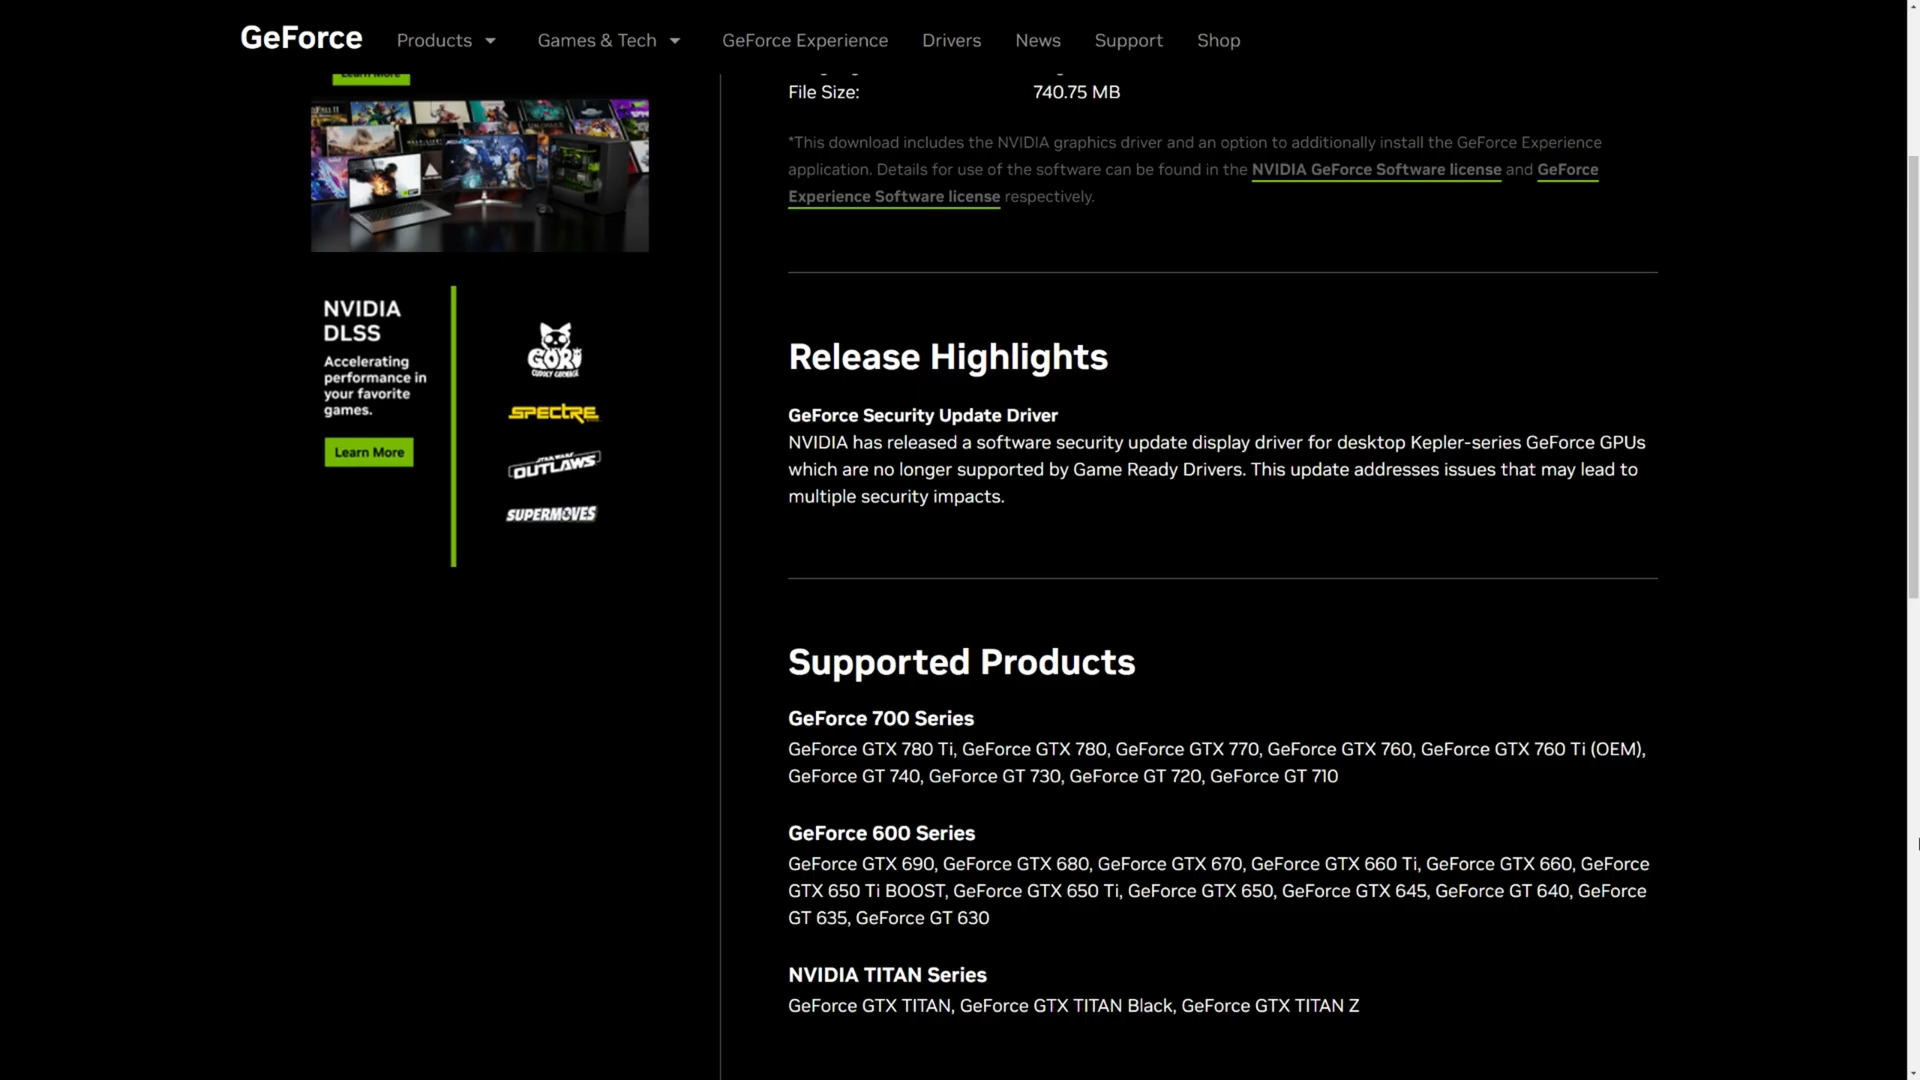 GeForce Products Games & Tech GeForce Experience Drivers News Support Shop
Learn More
NVIDIA
DLSS
Accelerating
performance in
your favorite
games.
Learn More
GORI
CUDDLY CARNAGE
SPECTRE
STAR WARS
OUTLAWS
SUPERMOVES
File Size: 740.75 MB
*This download includes the NVIDIA graphics driver and an option to additionally install the GeForce Experience
application. Details for use of the software can be found in the NVIDIA GeForce Software license and GeForce
Experience Software license respectively.
Release Highlights
GeForce Security Update Driver
NVIDIA has released a software security update display driver for desktop Kepler-series GeForce GPUs
which are no longer supported by Game Ready Drivers. This update addresses issues that may lead to
multiple security impacts.
Supported Products
GeForce 700 Series
GeForce GTX 780 Ti, GeForce GTX 780, GeForce GTX 770, GeForce GTX 760, GeForce GTX 760 Ti (OEM),
GeForce GT 740, GeForce GT 730, GeForce GT 720, GeForce GT 710
GeForce 600 Series
GeForce GTX 690, GeForce GTX 680, GeForce GTX 670, GeForce GTX 660 Ti, GeForce GTX 660, GeForce
GTX 650 Ti BOOST, GeForce GTX 650 Ti, GeForce GTX 650, GeForce GTX 645, GeForce GT 640, GeForce
GT 635, GeForce GT 630
NVIDIA TITAN Series
GeForce GTX TITAN, GeForce GTX TITAN Black, GeForce GTX TITAN Z